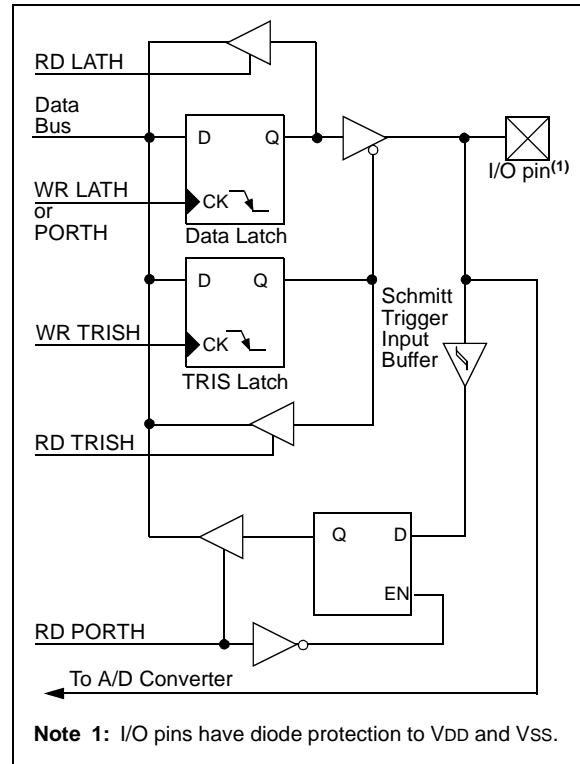 RD LATH
Data
Bus
D Q
I/O pin(1)
WR LATH
or
PORTH
CK
Data Latch
D Q
WR TRISH
CK
TRIS Latch
Schmitt
Trigger
Input
Buffer
RD TRISH
Q D
EN
RD PORTH
To A/D Converter
Note 1: I/O pins have diode protection to VDD and VSS.